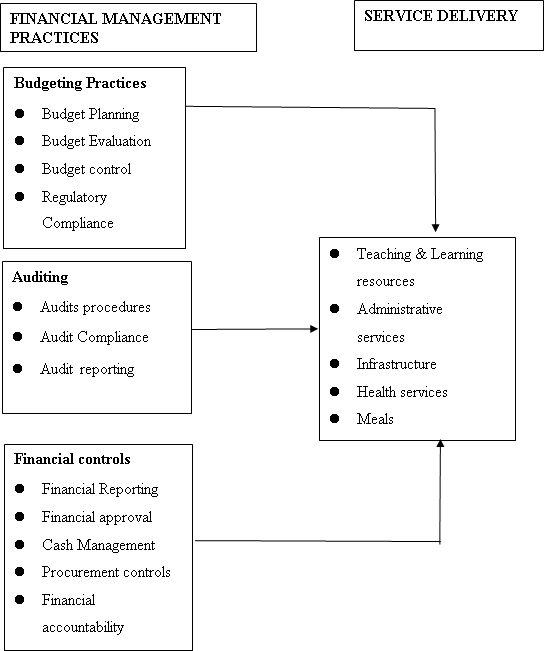 FINANCIAL MANAGEMENT
PRACTICES
SERVICE DELIVERY
Budgeting Practices
● Budget Planning
● Budget Evaluation
● Budget control
● Regulatory
Compliance
Auditing
● Audits procedures
● Audit Compliance
● Audit reporting
Financial controls
● Financial Reporting
● Financial approval
● Cash Management
● Procurement controls
● Financial
accountability
● Teaching & Learning
resources
● Administrative
services
● Infrastructure
● Health services
● Meals